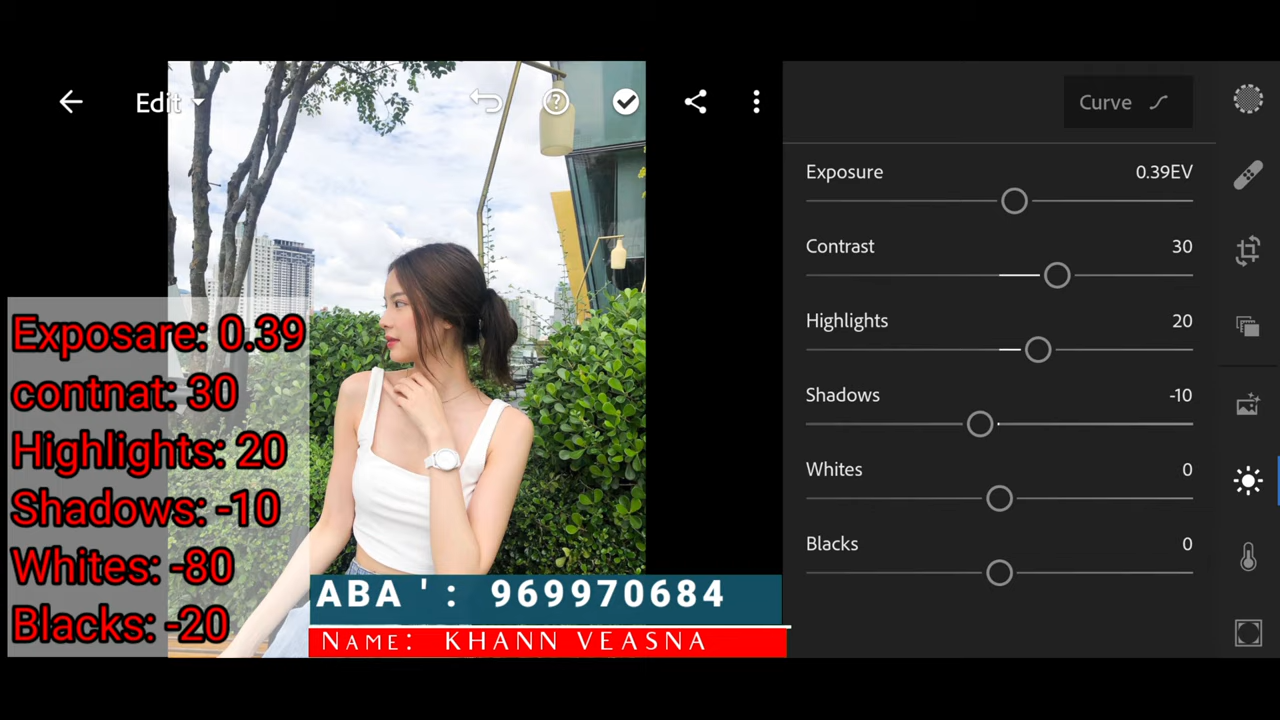 Edit
Curve
Exposure 0.39EV
Contrast 30
Highlights 20
Shadows -10
Whites 0
Blacks 0
Exposare: 0.39
contnat: 30
Highlights: 20
Shadows: -10
Whites: -80
Blacks: -20
ABA ' : 969970684
Name: KHANN VEASNA